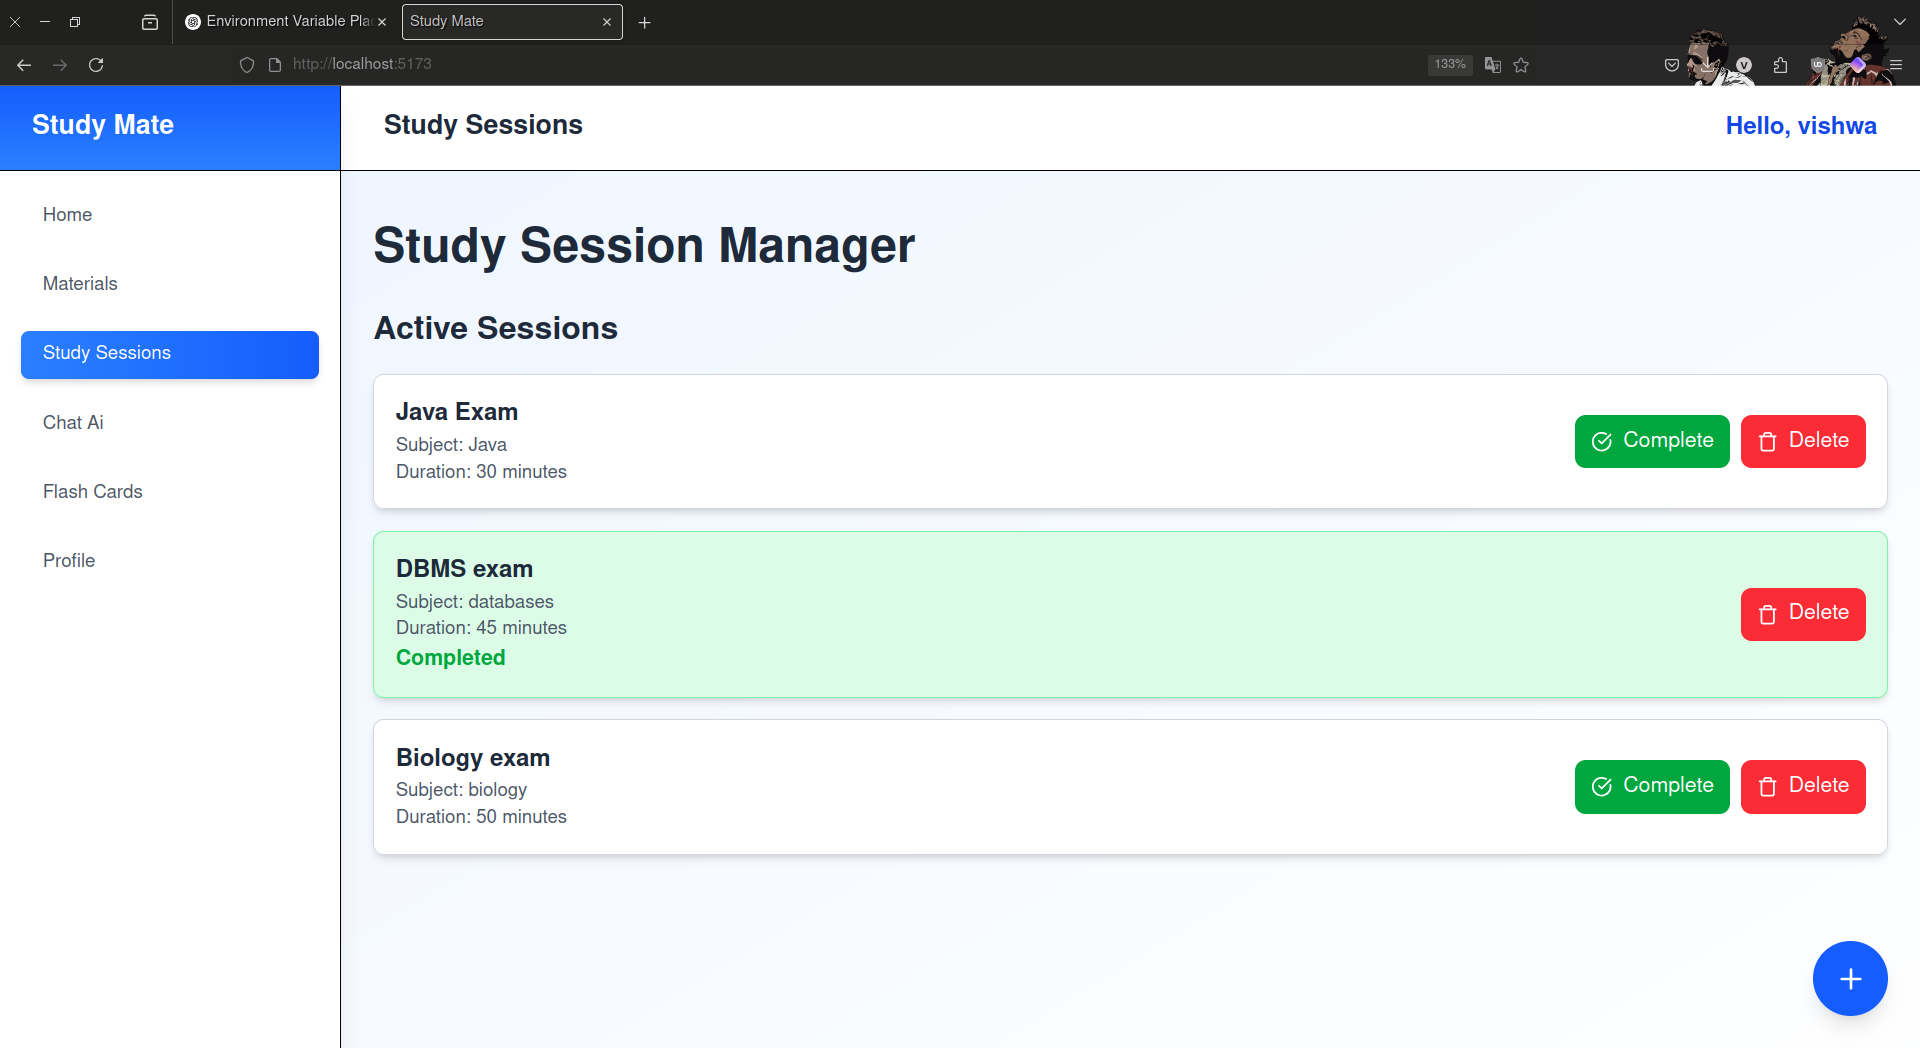 Environment Variable Pla
Study Mate
http://localhost:5173
133%
Study Mate
Study Sessions
Hello, vishwa
Home
Materials
Study Sessions
Chat Ai
Flash Cards
Profile
Study Session Manager
Active Sessions
Java Exam
Subject: Java
Duration: 30 minutes
Complete
Delete
DBMS exam
Subject: databases
Duration: 45 minutes
Completed
Delete
Biology exam
Subject: biology
Duration: 50 minutes
Complete
Delete